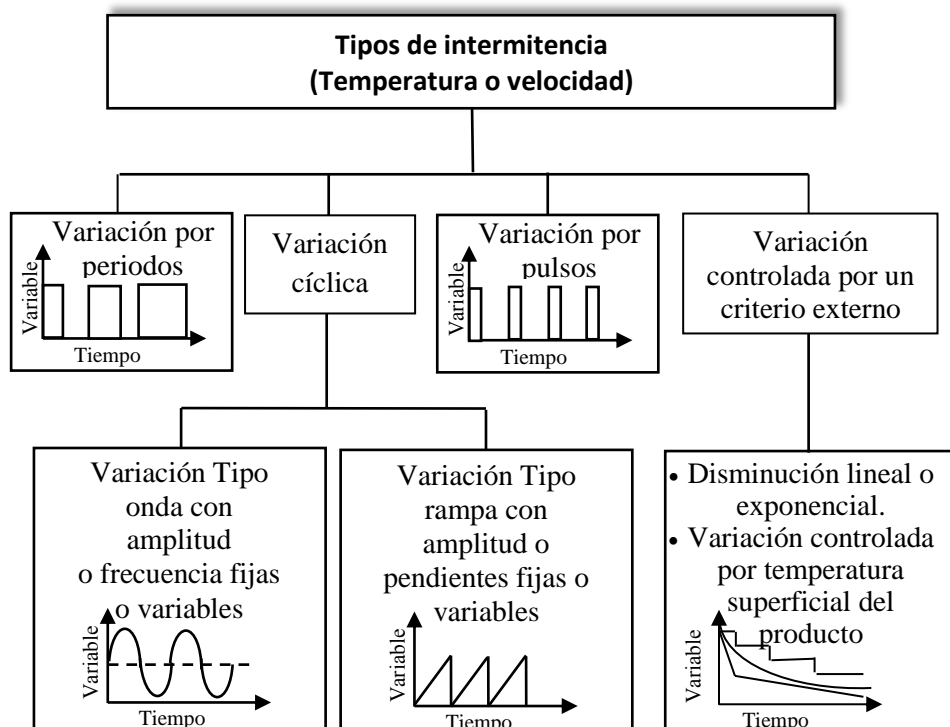 Tipos de intermitencia
(Temperatura o velocidad)
Variación por
periodos
Variable
Tiempo
Variación
cíclica
Variación por
pulsos
Variable
Tiempo
Variación
controlada por un
criterio externo
Variación Tipo
onda con
amplitud
o frecuencia fijas
o variables
Variable
Tiempo
Variación Tipo
rampa con
amplitud o
pendientes fijas o
variables
Variable
Tiempo
• Disminución lineal o
exponencial.
• Variación controlada
por temperatura
superficial del
producto
Variable
Tiempo